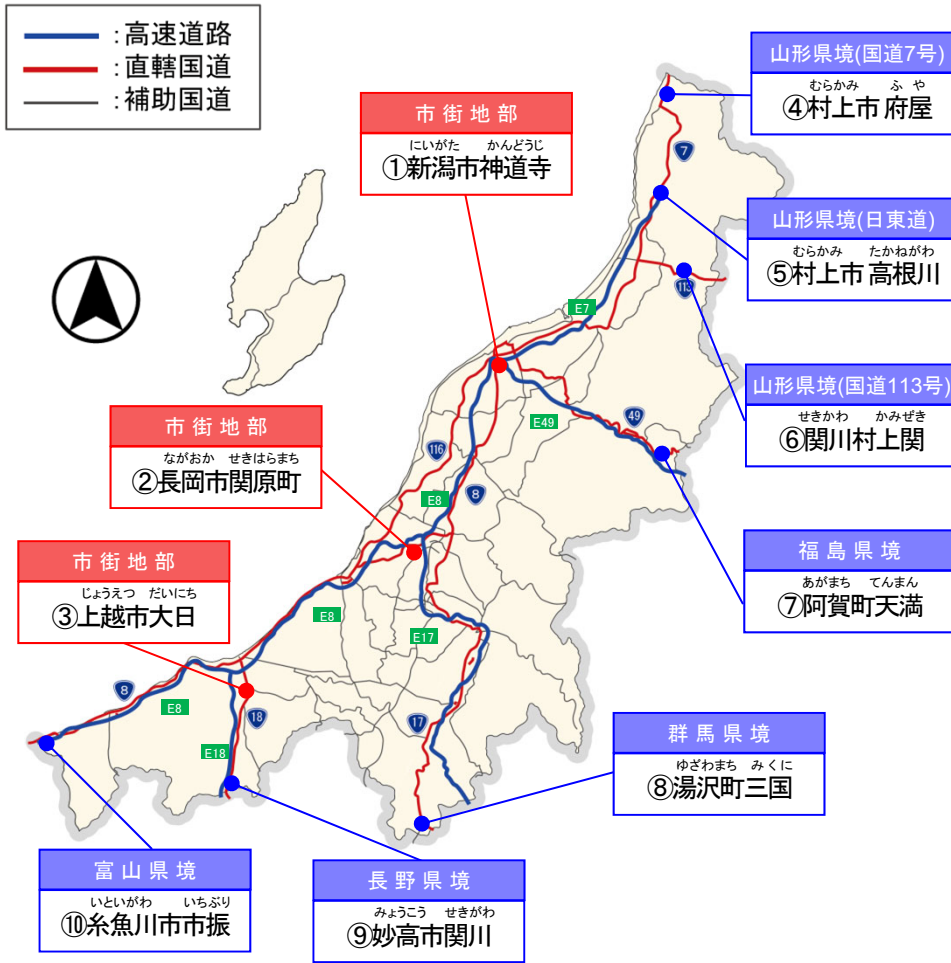 ：高速道路
：直轄国道
：補助国道
山形県境(国道7号)
むらかみ ふや
④村上市 府屋
市街地部
にいがた かんどうじ
①新潟市神道寺
7
山形県境(日東道)
むらかみ たかねがわ
⑤村上市 高根川
113
E7
山形県境(国道113号)
せきかわ かみぜき
⑥関川村上関
市街地部
ながおか せきはらまち
②長岡市関原町
E49
49
116
E8
8
福島県境
あがまち てんまん
⑦阿賀町天満
市街地部
じょうえつ だいにち
③上越市大日
E8
E17
8
E8
18
E18
17
群馬県境
ゆざわまち みくに
⑧湯沢町三国
富山県境
いといがわ いちぶり
⑩糸魚川市市振
長野県境
みょうこう せきがわ
⑨妙高市関川